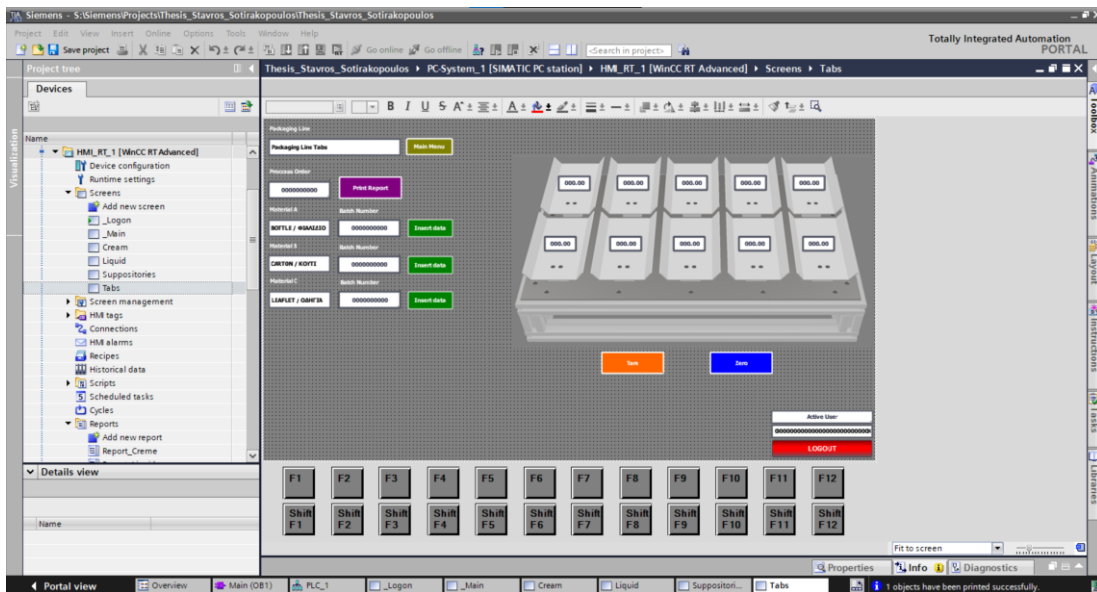 Siemens - S:\Siemens\Projects\Thesis_Stavros_Sotirakopoulos\Thesis_Stavros_Sotirakopoulos
Project Edit View Insert Online Options Tools Window Help
Save project Go online Go offline <Search in project>
Totally Integrated Automation
PORTAL
Project tree
Thesis_Stavros_Sotirakopoulos PC-System_1 [SIMATIC PC station] HMI_RT_1 [WinCC RT Advanced] Screens Tabs
Devices
B I U S A
Name
HMI_RT_1 [WinCC RT Advanced]
Device configuration
Runtime settings
Screens
Add new screen
_Logon
_Main
Cream
Liquid
Suppositories
Tabs
Screen management
HMI tags
Connections
HMI alarms
Recipes
Historical data
Scripts
Scheduled tasks
Cycles
Reports
Add new report
Report_Creme
Details view
Name
Visualization
Packaging Line
Packaging Line Tabs
Main Menu
Proccess Order
0000000000
Print Report
Material A Batch Number
BOTTLE / ΦΙΑΛΙΔΙΟ 0000000000 Insert data
Material B Batch Number
CARTON / ΚΟΥΤΙ 0000000000 Insert data
Material C Batch Number
LEAFLET / ΟΔΗΓΙΑ 0000000000 Insert data
000.00 000.00 000.00 000.00 000.00
000.00 000.00 000.00 000.00 000.00
Tare Zero
Active User
LOGOUT
F1 F2 F3 F4 F5 F6 F7 F8 F9 F10 F11 F12
Shift F1 Shift F2 Shift F3 Shift F4 Shift F5 Shift F6 Shift F7 Shift F8 Shift F9 Shift F10 Shift F11 Shift F12
Fit to screen
Properties Info Diagnostics
Toolbox
Animations
Layout
Instructions
Tasks
Libraries
Portal view Overview Main (OB1) PLC_1 _Logon _Main Cream Liquid Suppositori... Tabs 1 objects have been printed successfully.